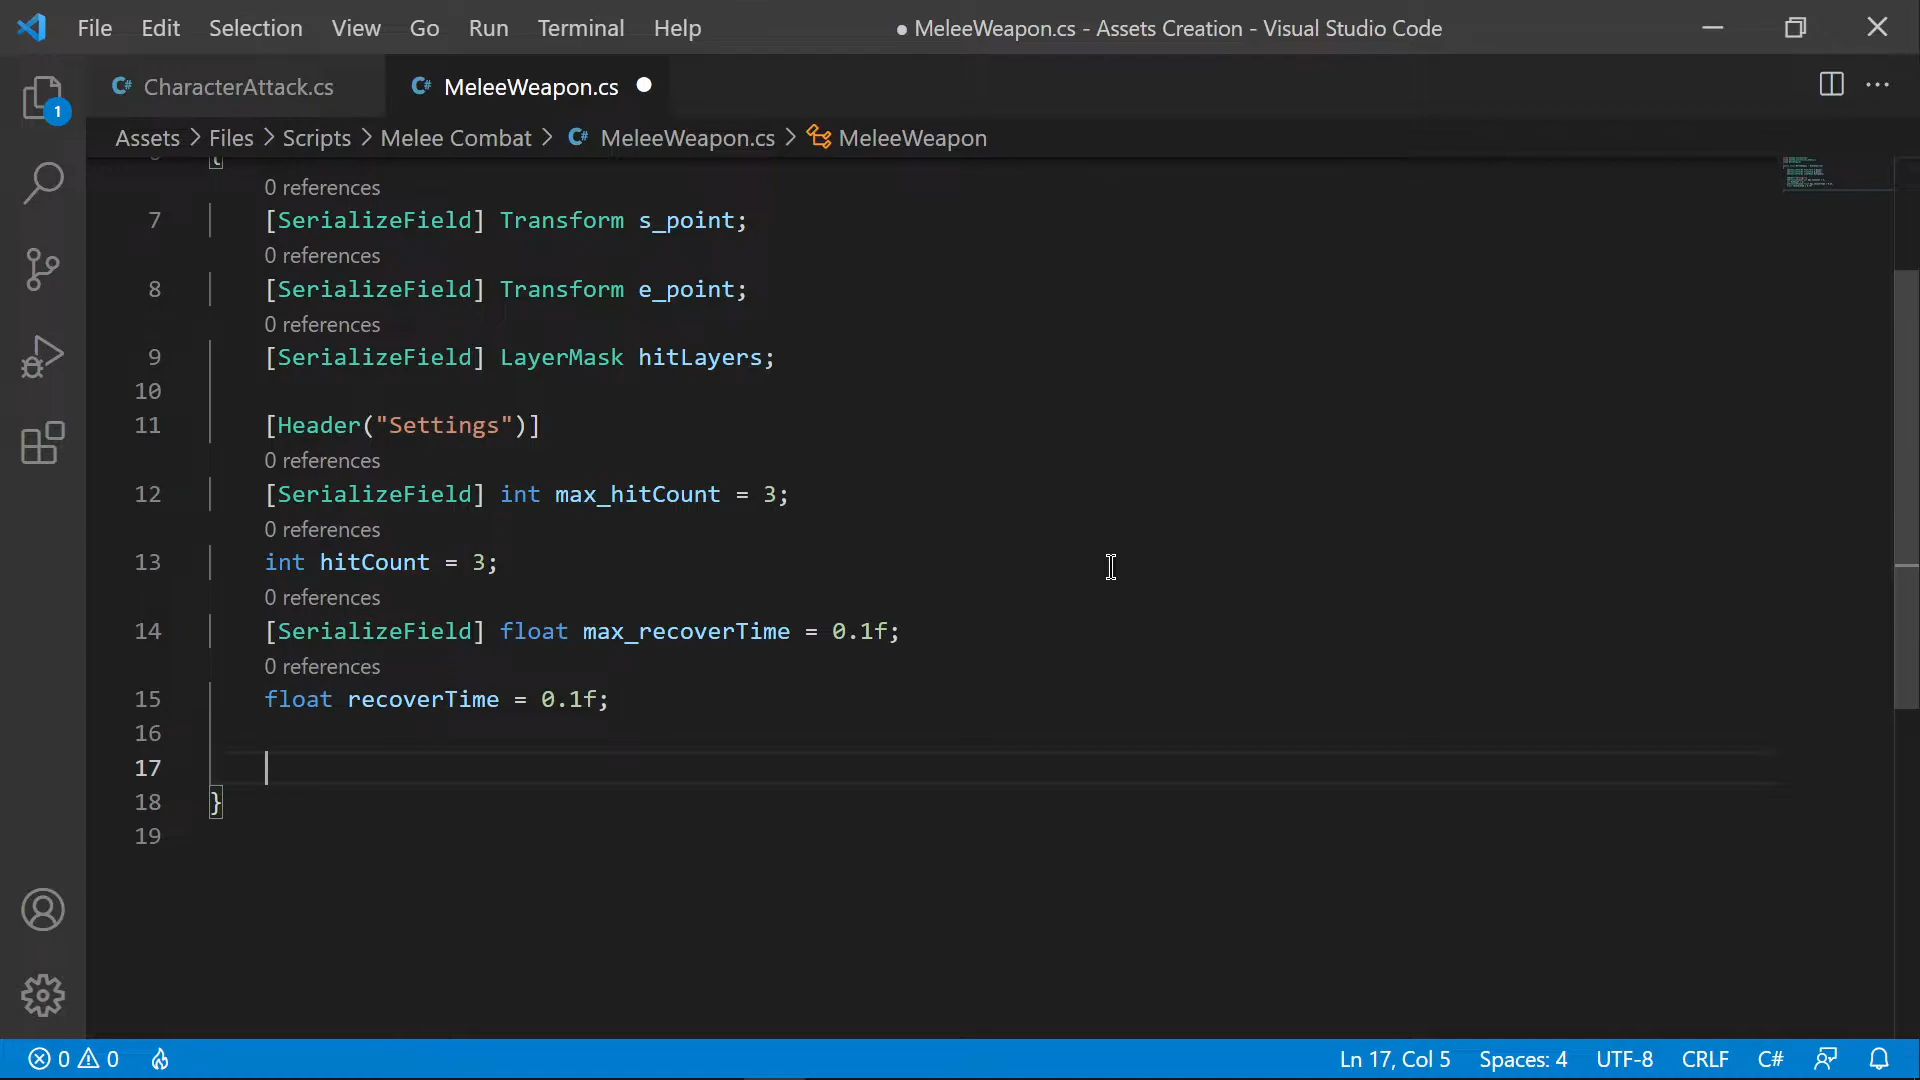 File Edit Selection View Go Run Terminal Help ● MeleeWeapon.cs - Assets Creation - Visual Studio Code
1
C# CharacterAttack.cs C# MeleeWeapon.cs ●
Assets > Files > Scripts > Melee Combat > C# MeleeWeapon.cs > MeleeWeapon
{
0 references
7 [SerializeField] Transform s_point;
0 references
8 [SerializeField] Transform e_point;
0 references
9 [SerializeField] LayerMask hitLayers;
10
11 [Header("Settings")]
0 references
12 [SerializeField] int max_hitCount = 3;
0 references
13 int hitCount = 3;
0 references
14 [SerializeField] float max_recoverTime = 0.1f;
0 references
15 float recoverTime = 0.1f;
16
17
18 }
19
0 0 Ln 17, Col 5 Spaces: 4 UTF-8 CRLF C#